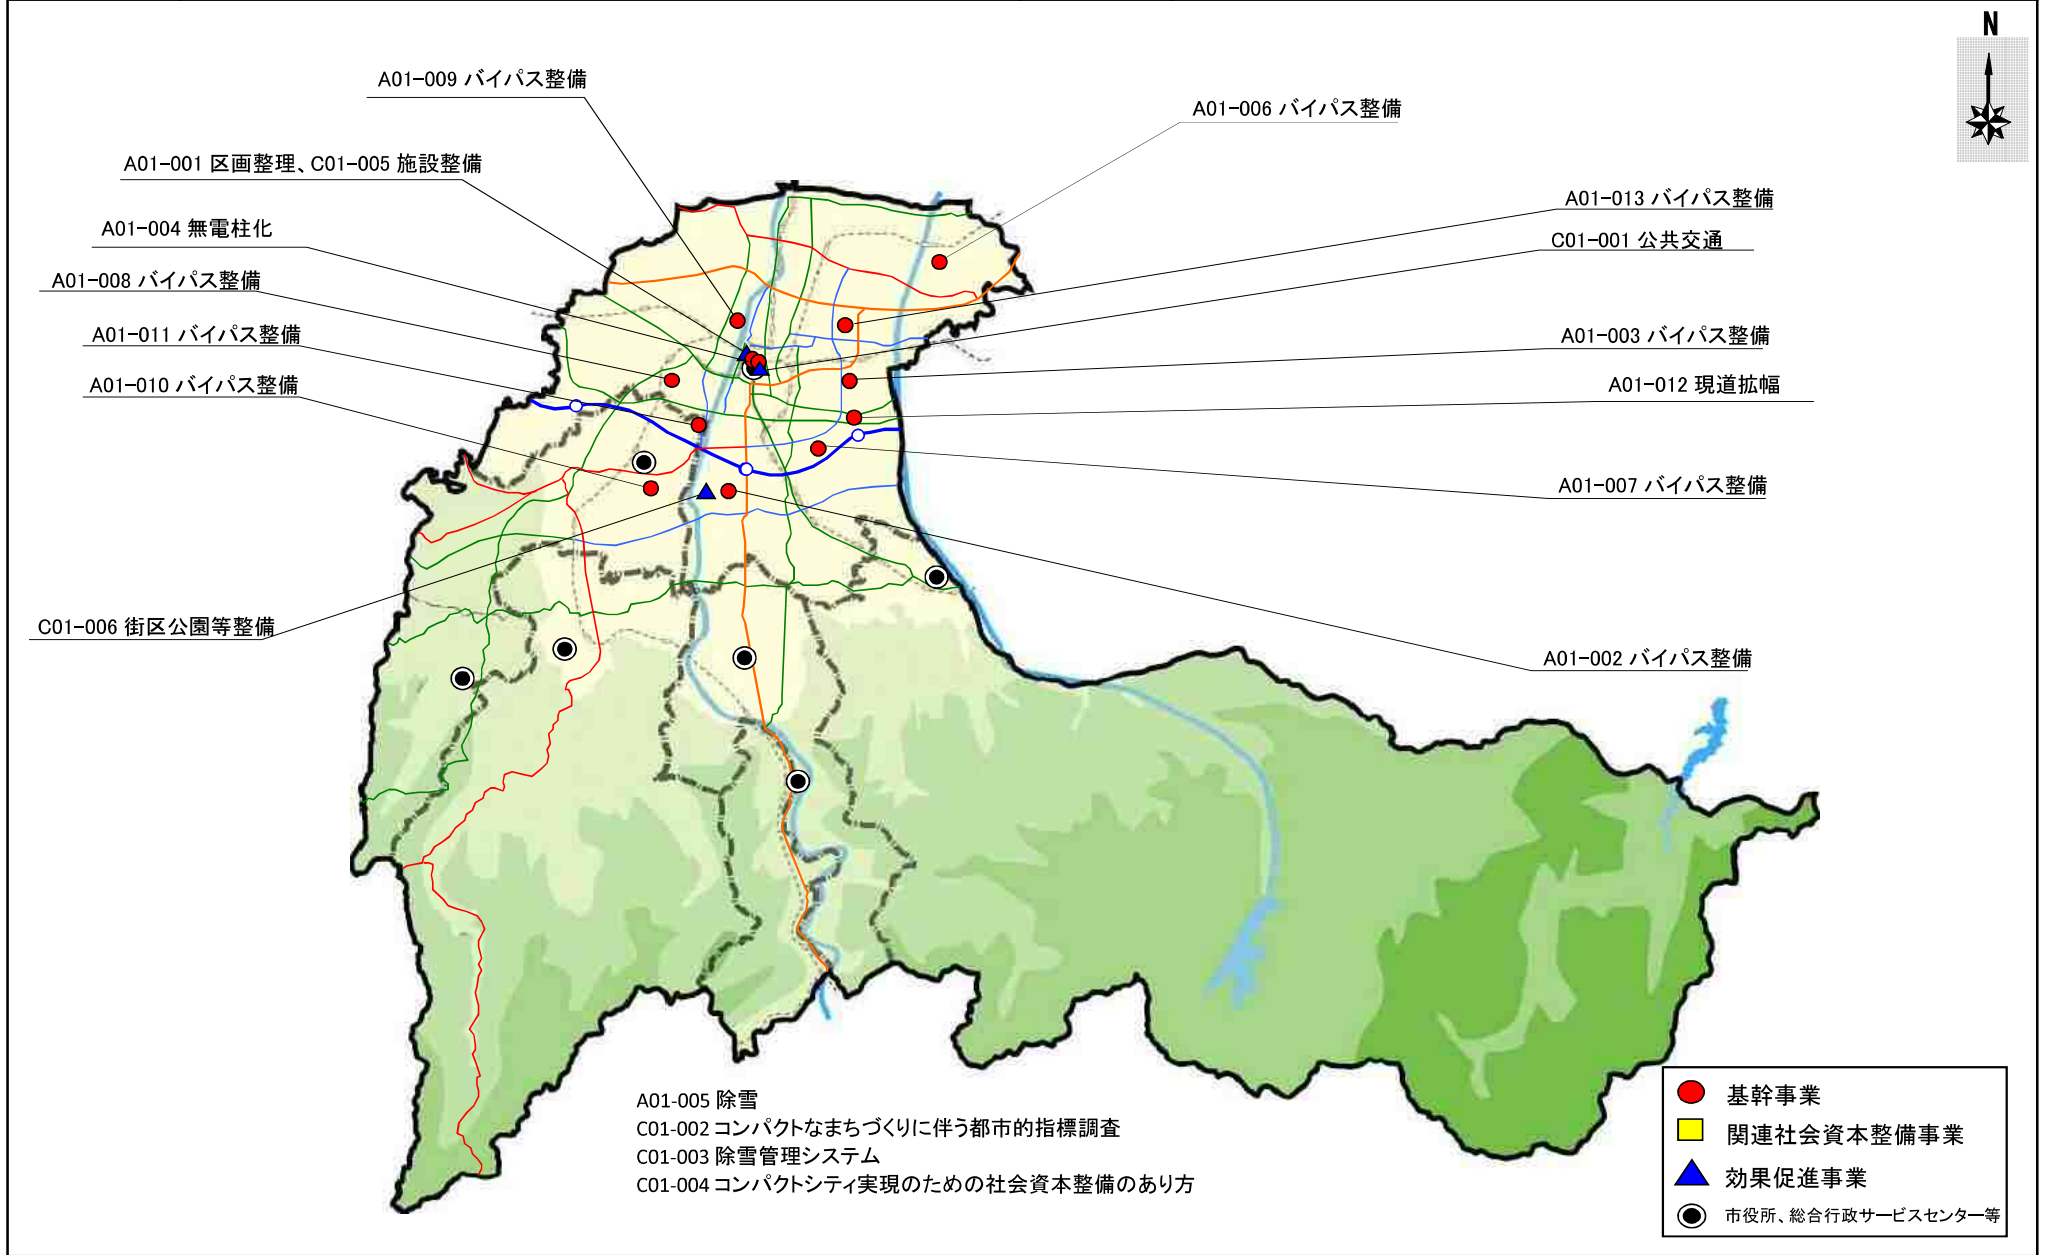 N
A01-009 バイパス整備
A01-006 バイパス整備
A01-001 区画整理、C01-005 施設整備
A01-013 バイパス整備
A01-004 無電柱化
C01-001 公共交通
A01-008 バイパス整備
A01-011 バイパス整備
A01-003 バイパス整備
A01-010 バイパス整備
A01-012 現道拡幅
A01-007 バイパス整備
C01-006 街区公園等整備
A01-002 バイパス整備
A01-005 除雪
C01-002 コンパクトなまちづくりに伴う都市的指標調査
C01-003 除雪管理システム
C01-004 コンパクトシティ実現のための社会資本整備のあり方
基幹事業
関連社会資本整備事業
効果促進事業
市役所、総合行政サービスセンター等